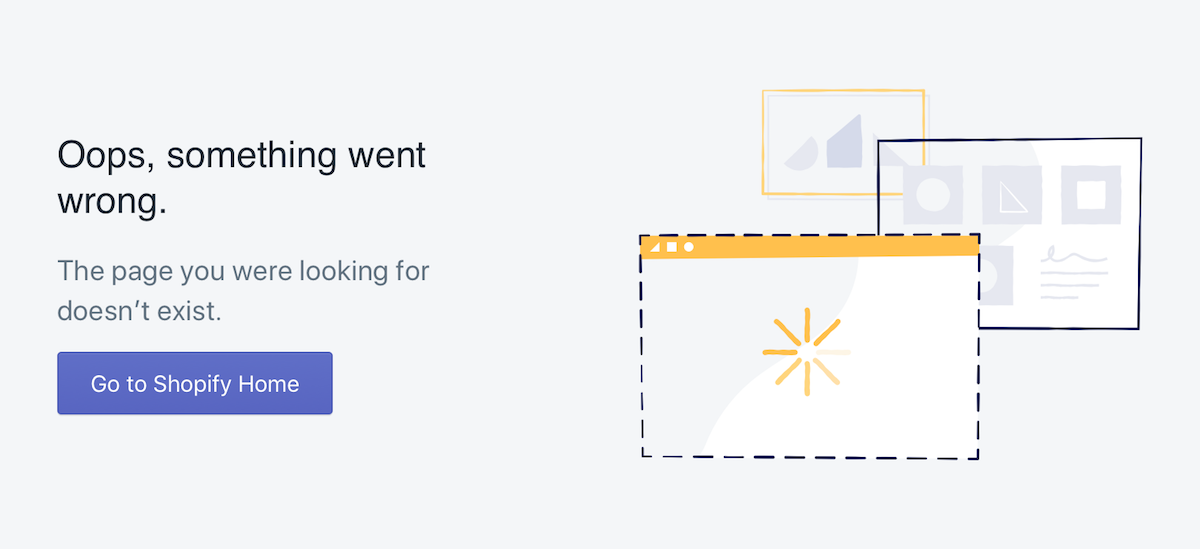 Oops, something went
wrong.
The page you were looking for
doesn’t exist.
Go to Shopify Home